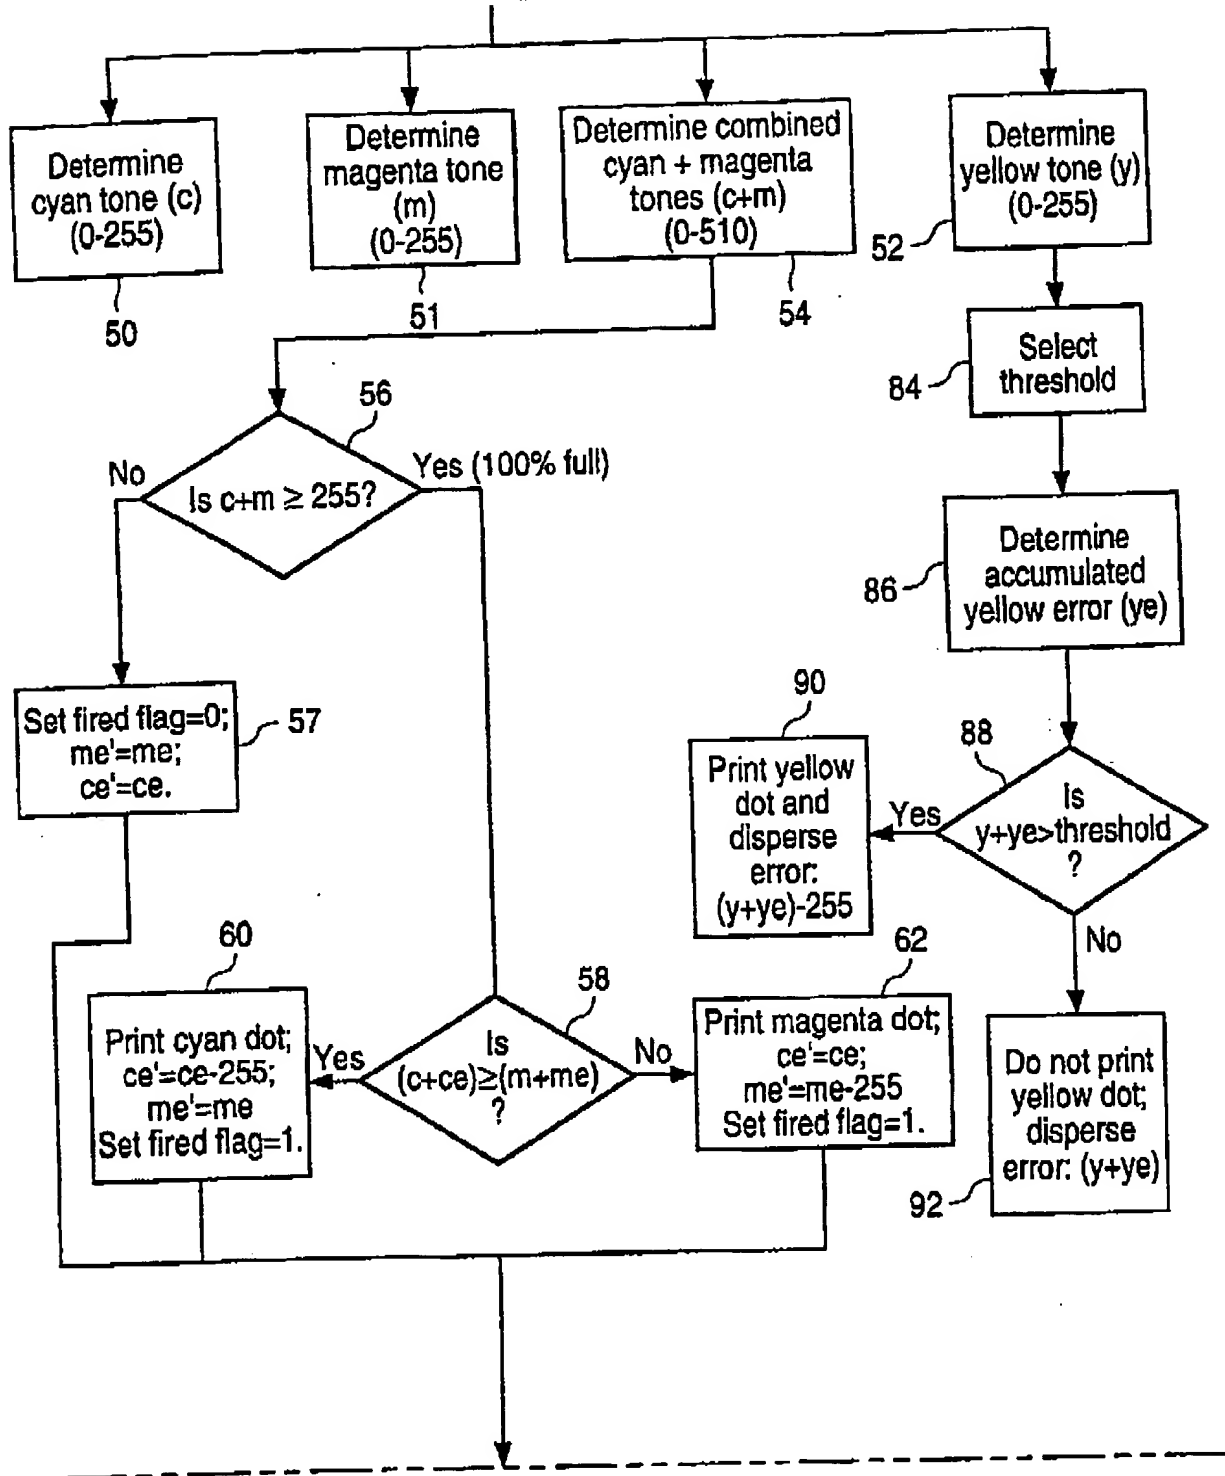 Determine
cyan tone (c)
(0-255)
50
Determine
magenta tone
(m)
(0-255)
51
Determine combined
cyan + magenta
tones (c+m)
(0-510)
54
Determine
yellow tone (y)
(0-255)
52
Select
threshold
84
56
No
Is c+m ≥ 255?
Yes (100% full)
Determine
accumulated
yellow error (ye)
86
Set fired flag=0;
me'=me;
ce'=ce.
57
90
Print yellow
dot and
disperse
error:
(y+ye)-255
Yes
88
Is
y+ye>threshold
?
No
60
Print cyan dot;
ce'=ce-255;
me'=me
Set fired flag=1.
Yes
58
Is
(c+ce)≥(m+me)
?
No
62
Print magenta dot;
ce'=ce;
me'=me-255
Set fired flag=1.
Do not print
yellow dot;
disperse
error: (y+ye)
92